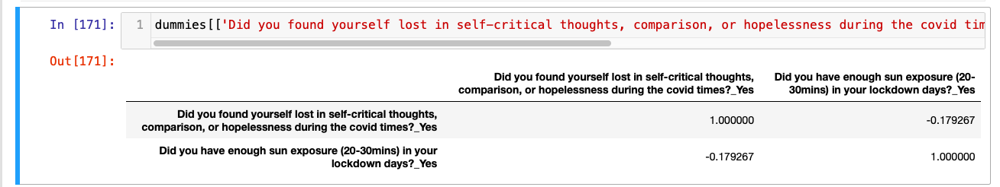 In [171]: 1 dummies[['Did you found yourself lost in self-critical thoughts, comparison, or hopelessness during the covid tim
Out[171]:
Did you found yourself lost in self-critical thoughts, Did you have enough sun exposure (20-
comparison, or hopelessness during the covid times?_Yes 30mins) in your lockdown days?_Yes
Did you found yourself lost in self-critical thoughts,
comparison, or hopelessness during the covid times?_Yes 1.000000 -0.179267
Did you have enough sun exposure (20-30mins) in your
lockdown days?_Yes -0.179267 1.000000